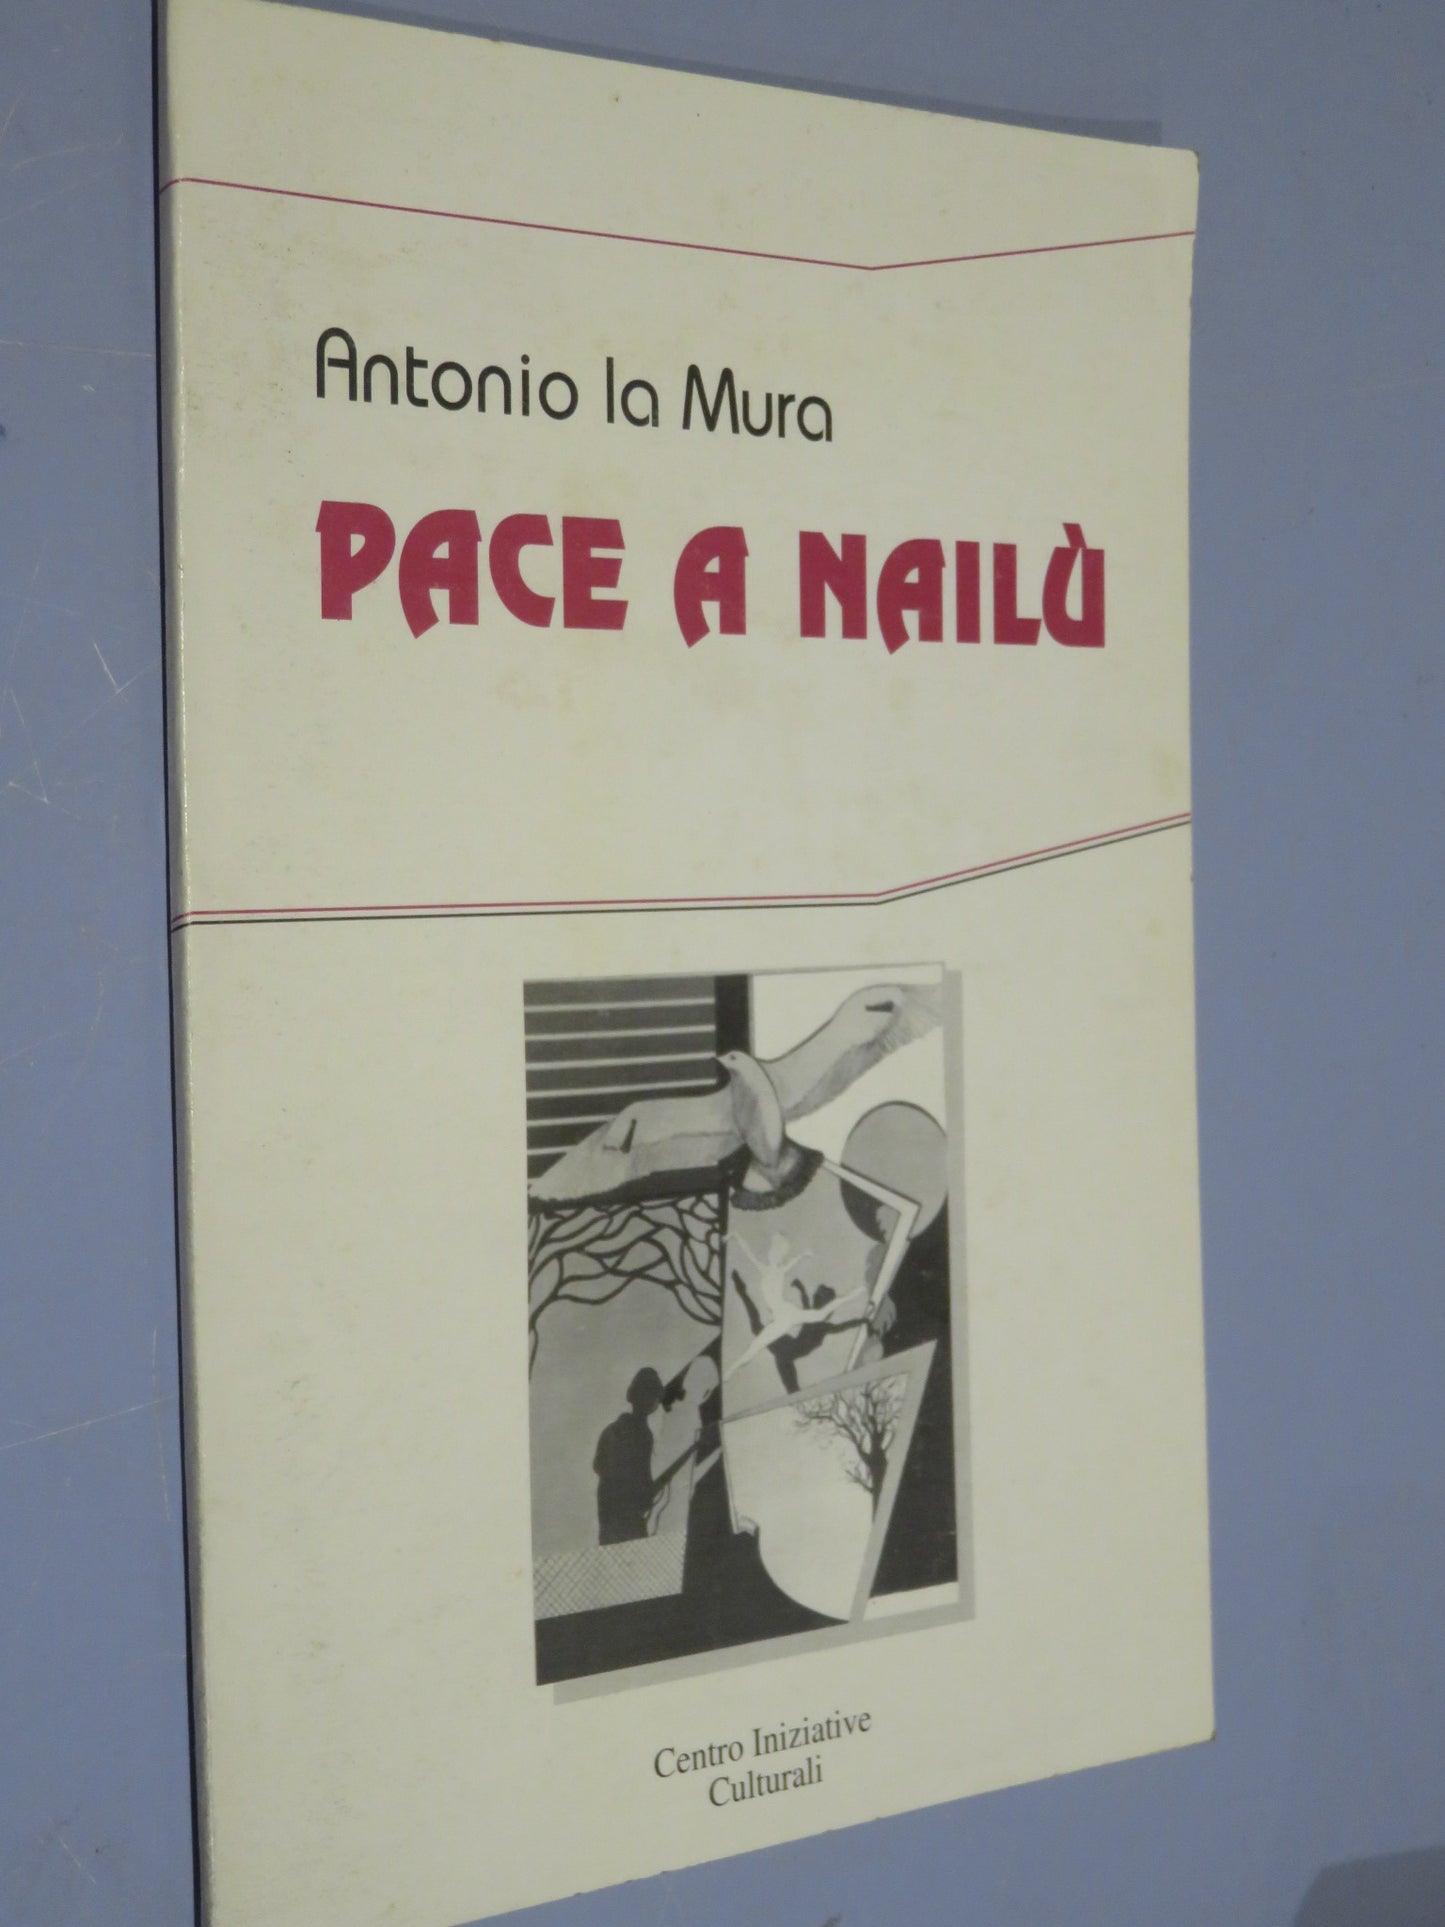 Antonio la Mura
PACE A NAILÙ
Centro Iniziative
Culturali